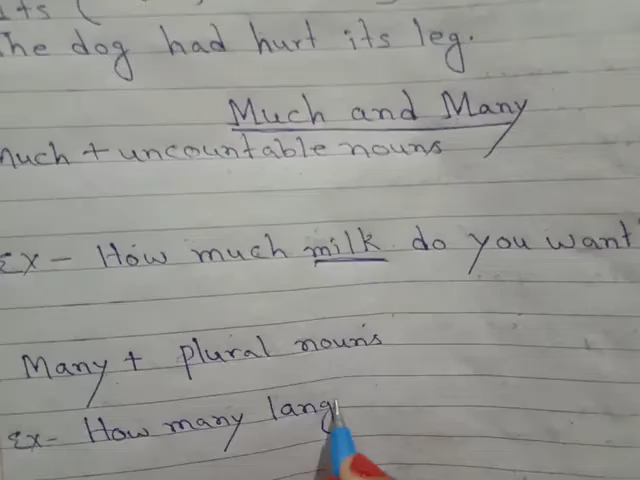 its (
The dog had hurt its leg.
Much and Many
Much + uncountable nouns
Ex - How much milk do you want
Many + plural nouns
Ex - How many lang